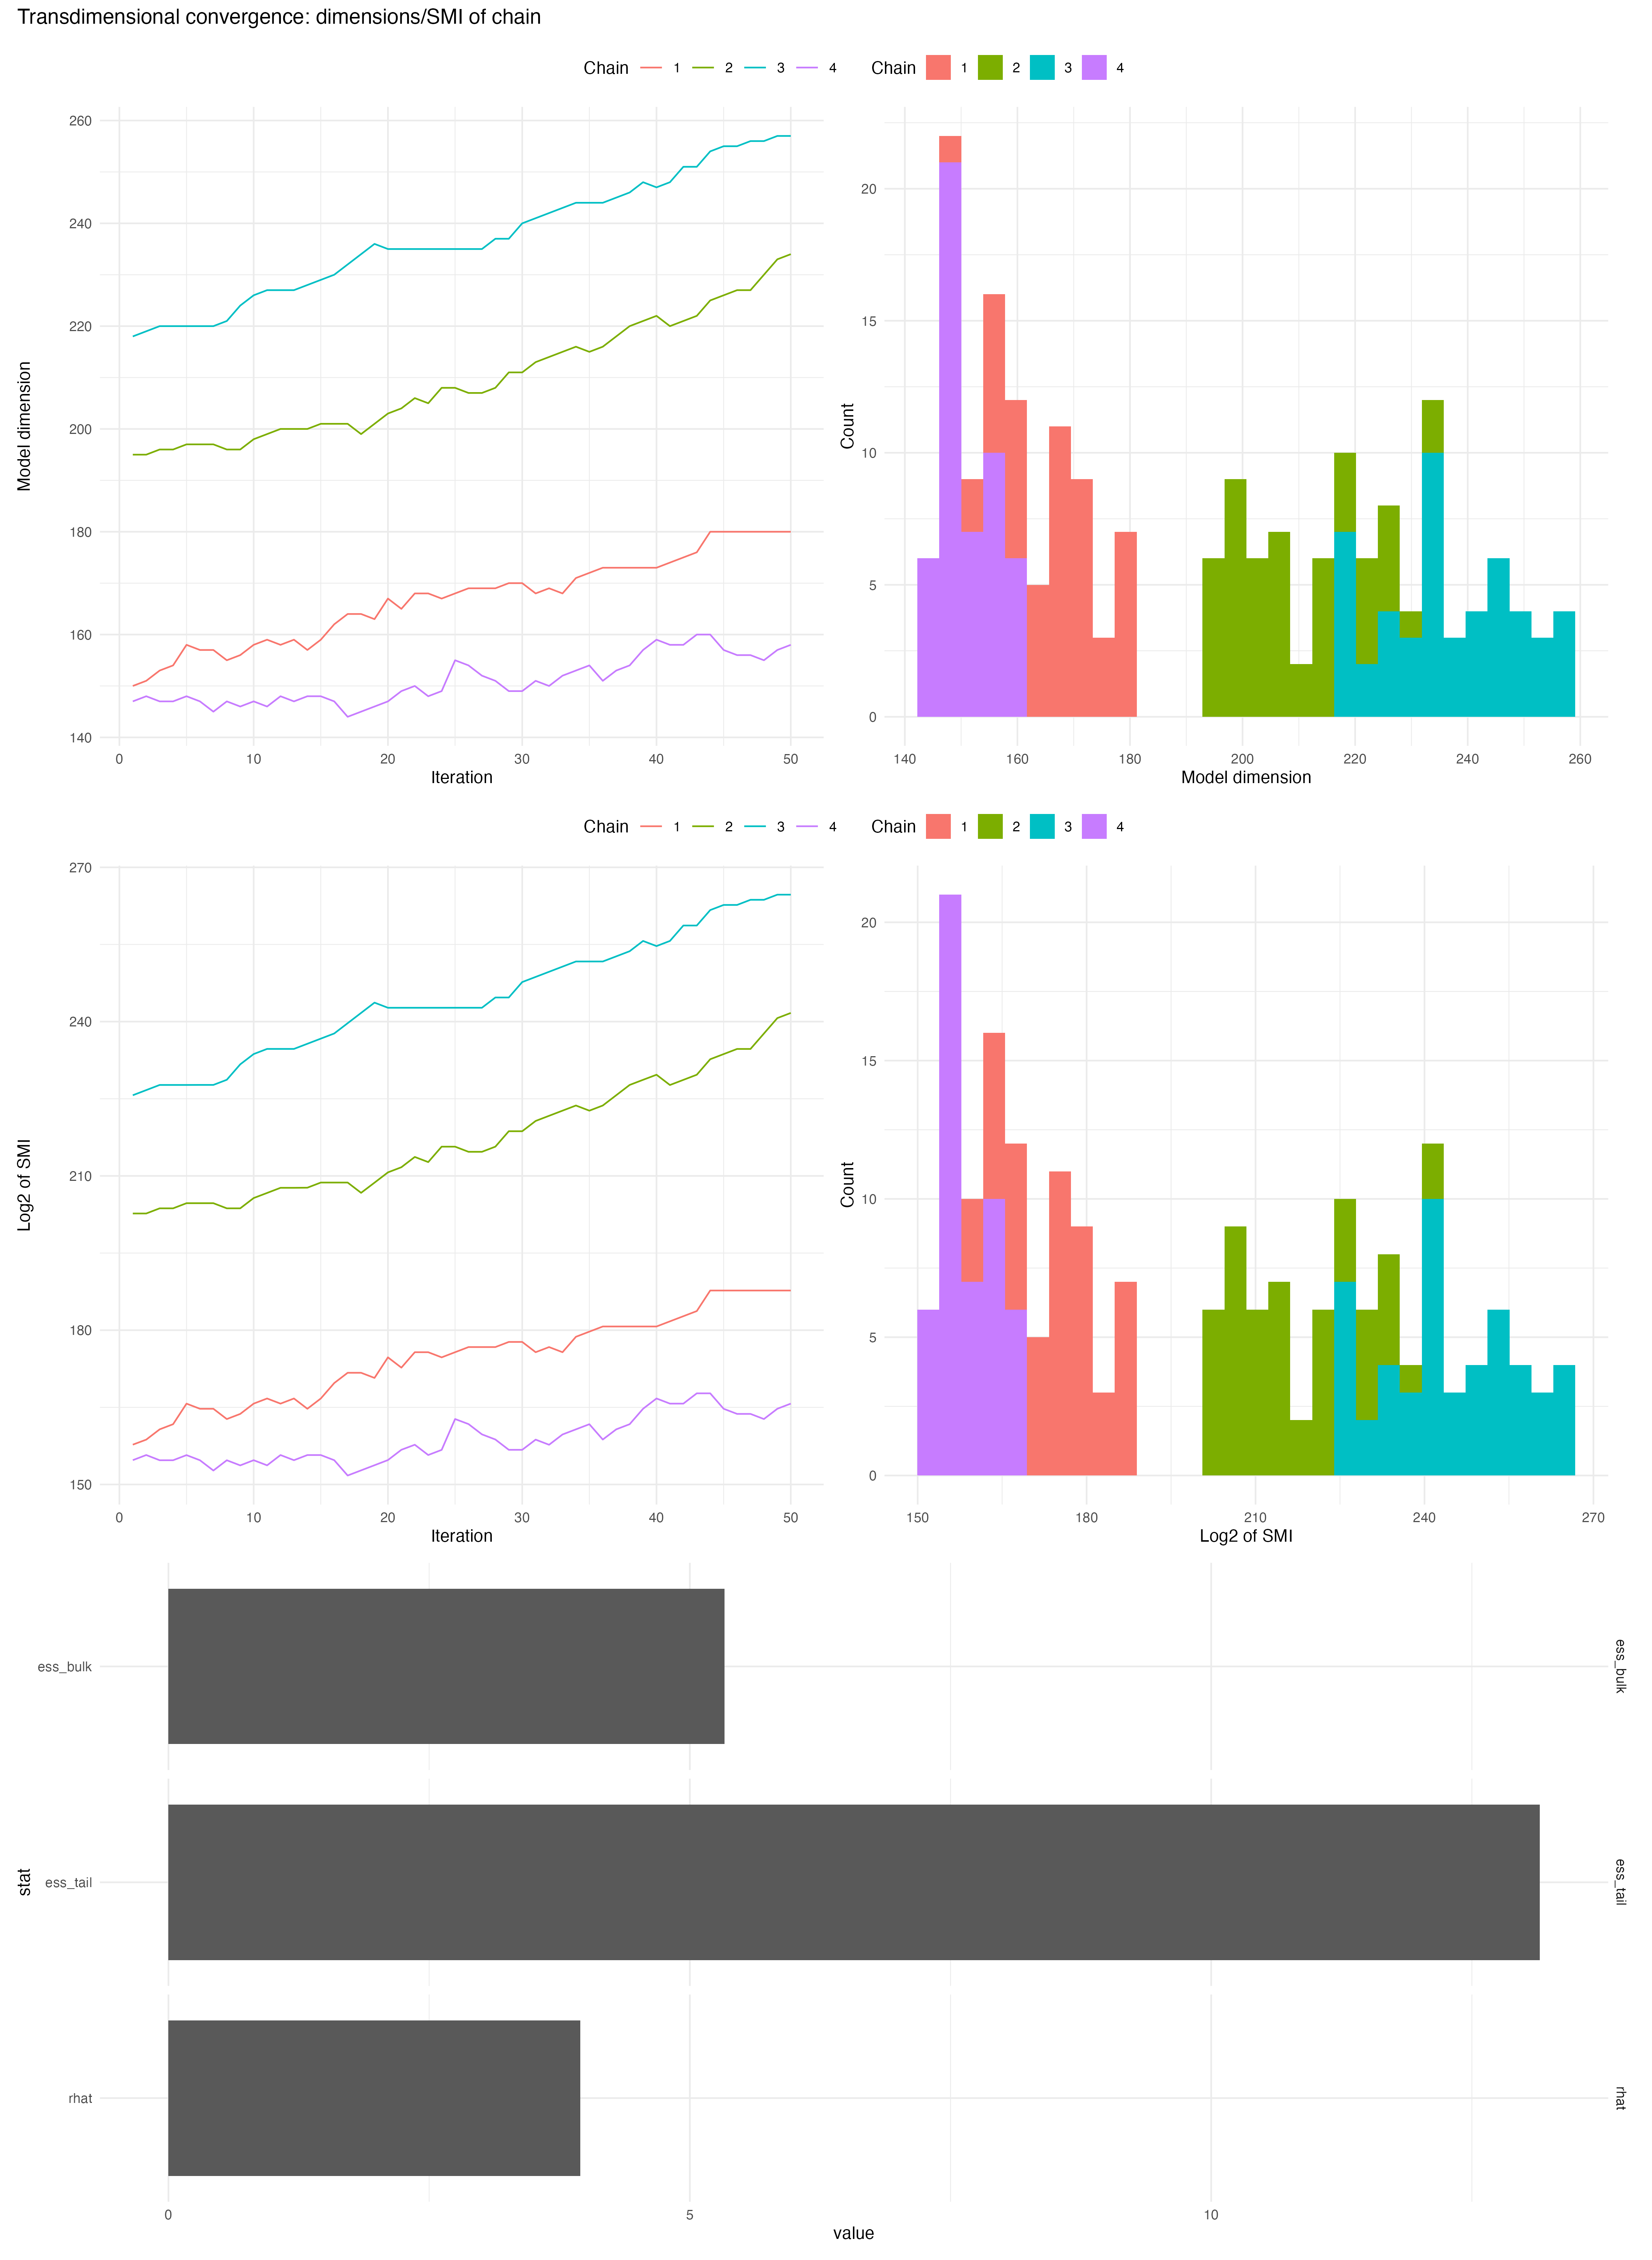 Transdimensional convergence: dimensions/SMI of chain
Chain 1 2 3 4 Chain 1 2 3 4
260
240
220
200
180
160
140
Model dimension
0 10 20 30 40 50
Iteration
20
15
10
5
0
Count
140 160 180 200 220 240 260
Model dimension
Chain 1 2 3 4 Chain 1 2 3 4
270
240
210
180
150
Log2 of SMI
0 10 20 30 40 50
Iteration
20
15
10
5
0
Count
150 180 210 240 270
Log2 of SMI
ess_bulk
ess_bulk
stat
ess_tail
ess_tail
rhat
rhat
0 5 10
value